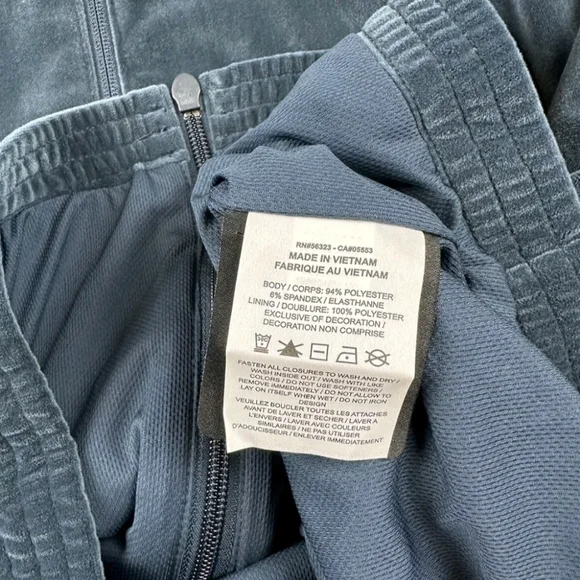 RN#56323 - CA#05553
MADE IN VIETNAM
FABRIQUE AU VIETNAM
BODY / CORPS: 94% POLYESTER
6% SPANDEX / ELASTHANNE
LINING / DOUBLURE: 100% POLYESTER
EXCLUSIVE OF DECORATION /
DECORATION NON COMPRISE
FASTEN ALL CLOSURES TO WASH AND DRY /
WASH INSIDE OUT / WASH WITH LIKE
COLORS / DO NOT USE SOFTENERS /
REMOVE IMMEDIATELY / DO NOT ALLOW TO
LAY ON ITSELF WHEN WET / DO NOT IRON
DESIGN
VEUILLEZ BOUCLER TOUTES LES ATTACHES
AVANT DE LAVER ET SECHER / LAVER A
L'ENVERS / LAVER AVEC COULEURS
SIMILAIRES / NE PAS UTILISER
D'ADOUCISSEUR / ENLEVER IMMEDIATEMENT